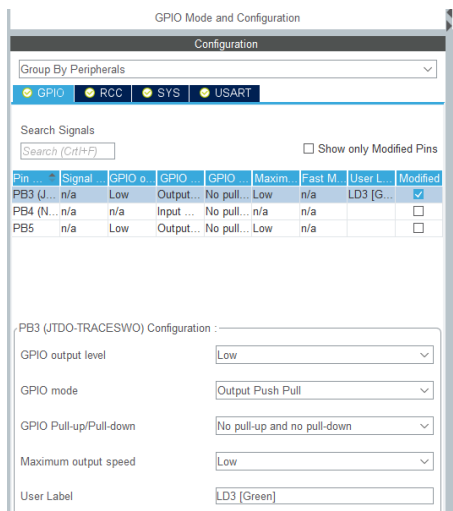 GPIO Mode and Configuration
Configuration
Group By Peripherals
GPIO RCC SYS USART
Search Signals
Search (Crtl+F)
Show only Modified Pins
Pin ... Signal ... GPIO o... GPIO ... GPIO ... Maxim... Fast M... User L... Modified
PB3 (J... n/a Low Output... No pull... Low n/a LD3 [G...
PB4 (N... n/a n/a Input ... No pull... n/a n/a
PB5 n/a Low Output... No pull... Low n/a
PB3 (JTDO-TRACESWO) Configuration :
GPIO output level Low
GPIO mode Output Push Pull
GPIO Pull-up/Pull-down No pull-up and no pull-down
Maximum output speed Low
User Label LD3 [Green]